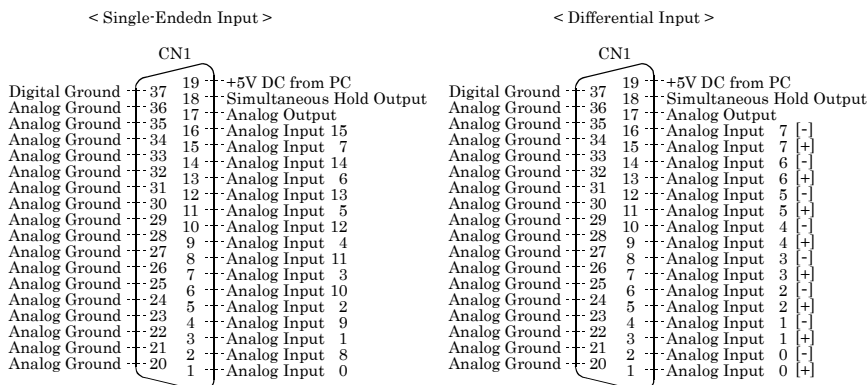 < Single-Endedn Input >
CN1
Digital Ground 37
Analog Ground 36
Analog Ground 35
Analog Ground 34
Analog Ground 33
Analog Ground 32
Analog Ground 31
Analog Ground 30
Analog Ground 29
Analog Ground 28
Analog Ground 27
Analog Ground 26
Analog Ground 25
Analog Ground 24
Analog Ground 23
Analog Ground 22
Analog Ground 21
Analog Ground 20
19 +5V DC from PC
18 Simultaneous Hold Output
17 Analog Output
16 Analog Input 15
15 Analog Input 7
14 Analog Input 14
13 Analog Input 6
12 Analog Input 13
11 Analog Input 5
10 Analog Input 12
9 Analog Input 4
8 Analog Input 11
7 Analog Input 3
6 Analog Input 10
5 Analog Input 2
4 Analog Input 9
3 Analog Input 1
2 Analog Input 8
1 Analog Input 0
< Differential Input >
CN1
Digital Ground 37
Analog Ground 36
Analog Ground 35
Analog Ground 34
Analog Ground 33
Analog Ground 32
Analog Ground 31
Analog Ground 30
Analog Ground 29
Analog Ground 28
Analog Ground 27
Analog Ground 26
Analog Ground 25
Analog Ground 24
Analog Ground 23
Analog Ground 22
Analog Ground 21
Analog Ground 20
19 +5V DC from PC
18 Simultaneous Hold Output
17 Analog Output
16 Analog Input 7 [-]
15 Analog Input 7 [+]
14 Analog Input 6 [-]
13 Analog Input 6 [+]
12 Analog Input 5 [-]
11 Analog Input 5 [+]
10 Analog Input 4 [-]
9 Analog Input 4 [+]
8 Analog Input 3 [-]
7 Analog Input 3 [+]
6 Analog Input 2 [-]
5 Analog Input 2 [+]
4 Analog Input 1 [-]
3 Analog Input 1 [+]
2 Analog Input 0 [-]
1 Analog Input 0 [+]